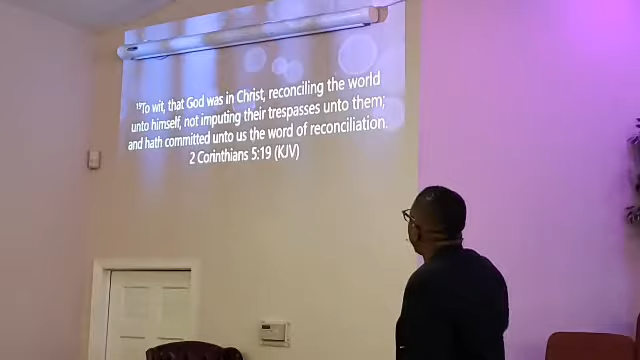 ¹⁹To wit, that God was in Christ, reconciling the world
unto himself, not imputing their trespasses unto them;
and hath committed unto us the word of reconciliation.
2 Corinthians 5:19 (KJV)